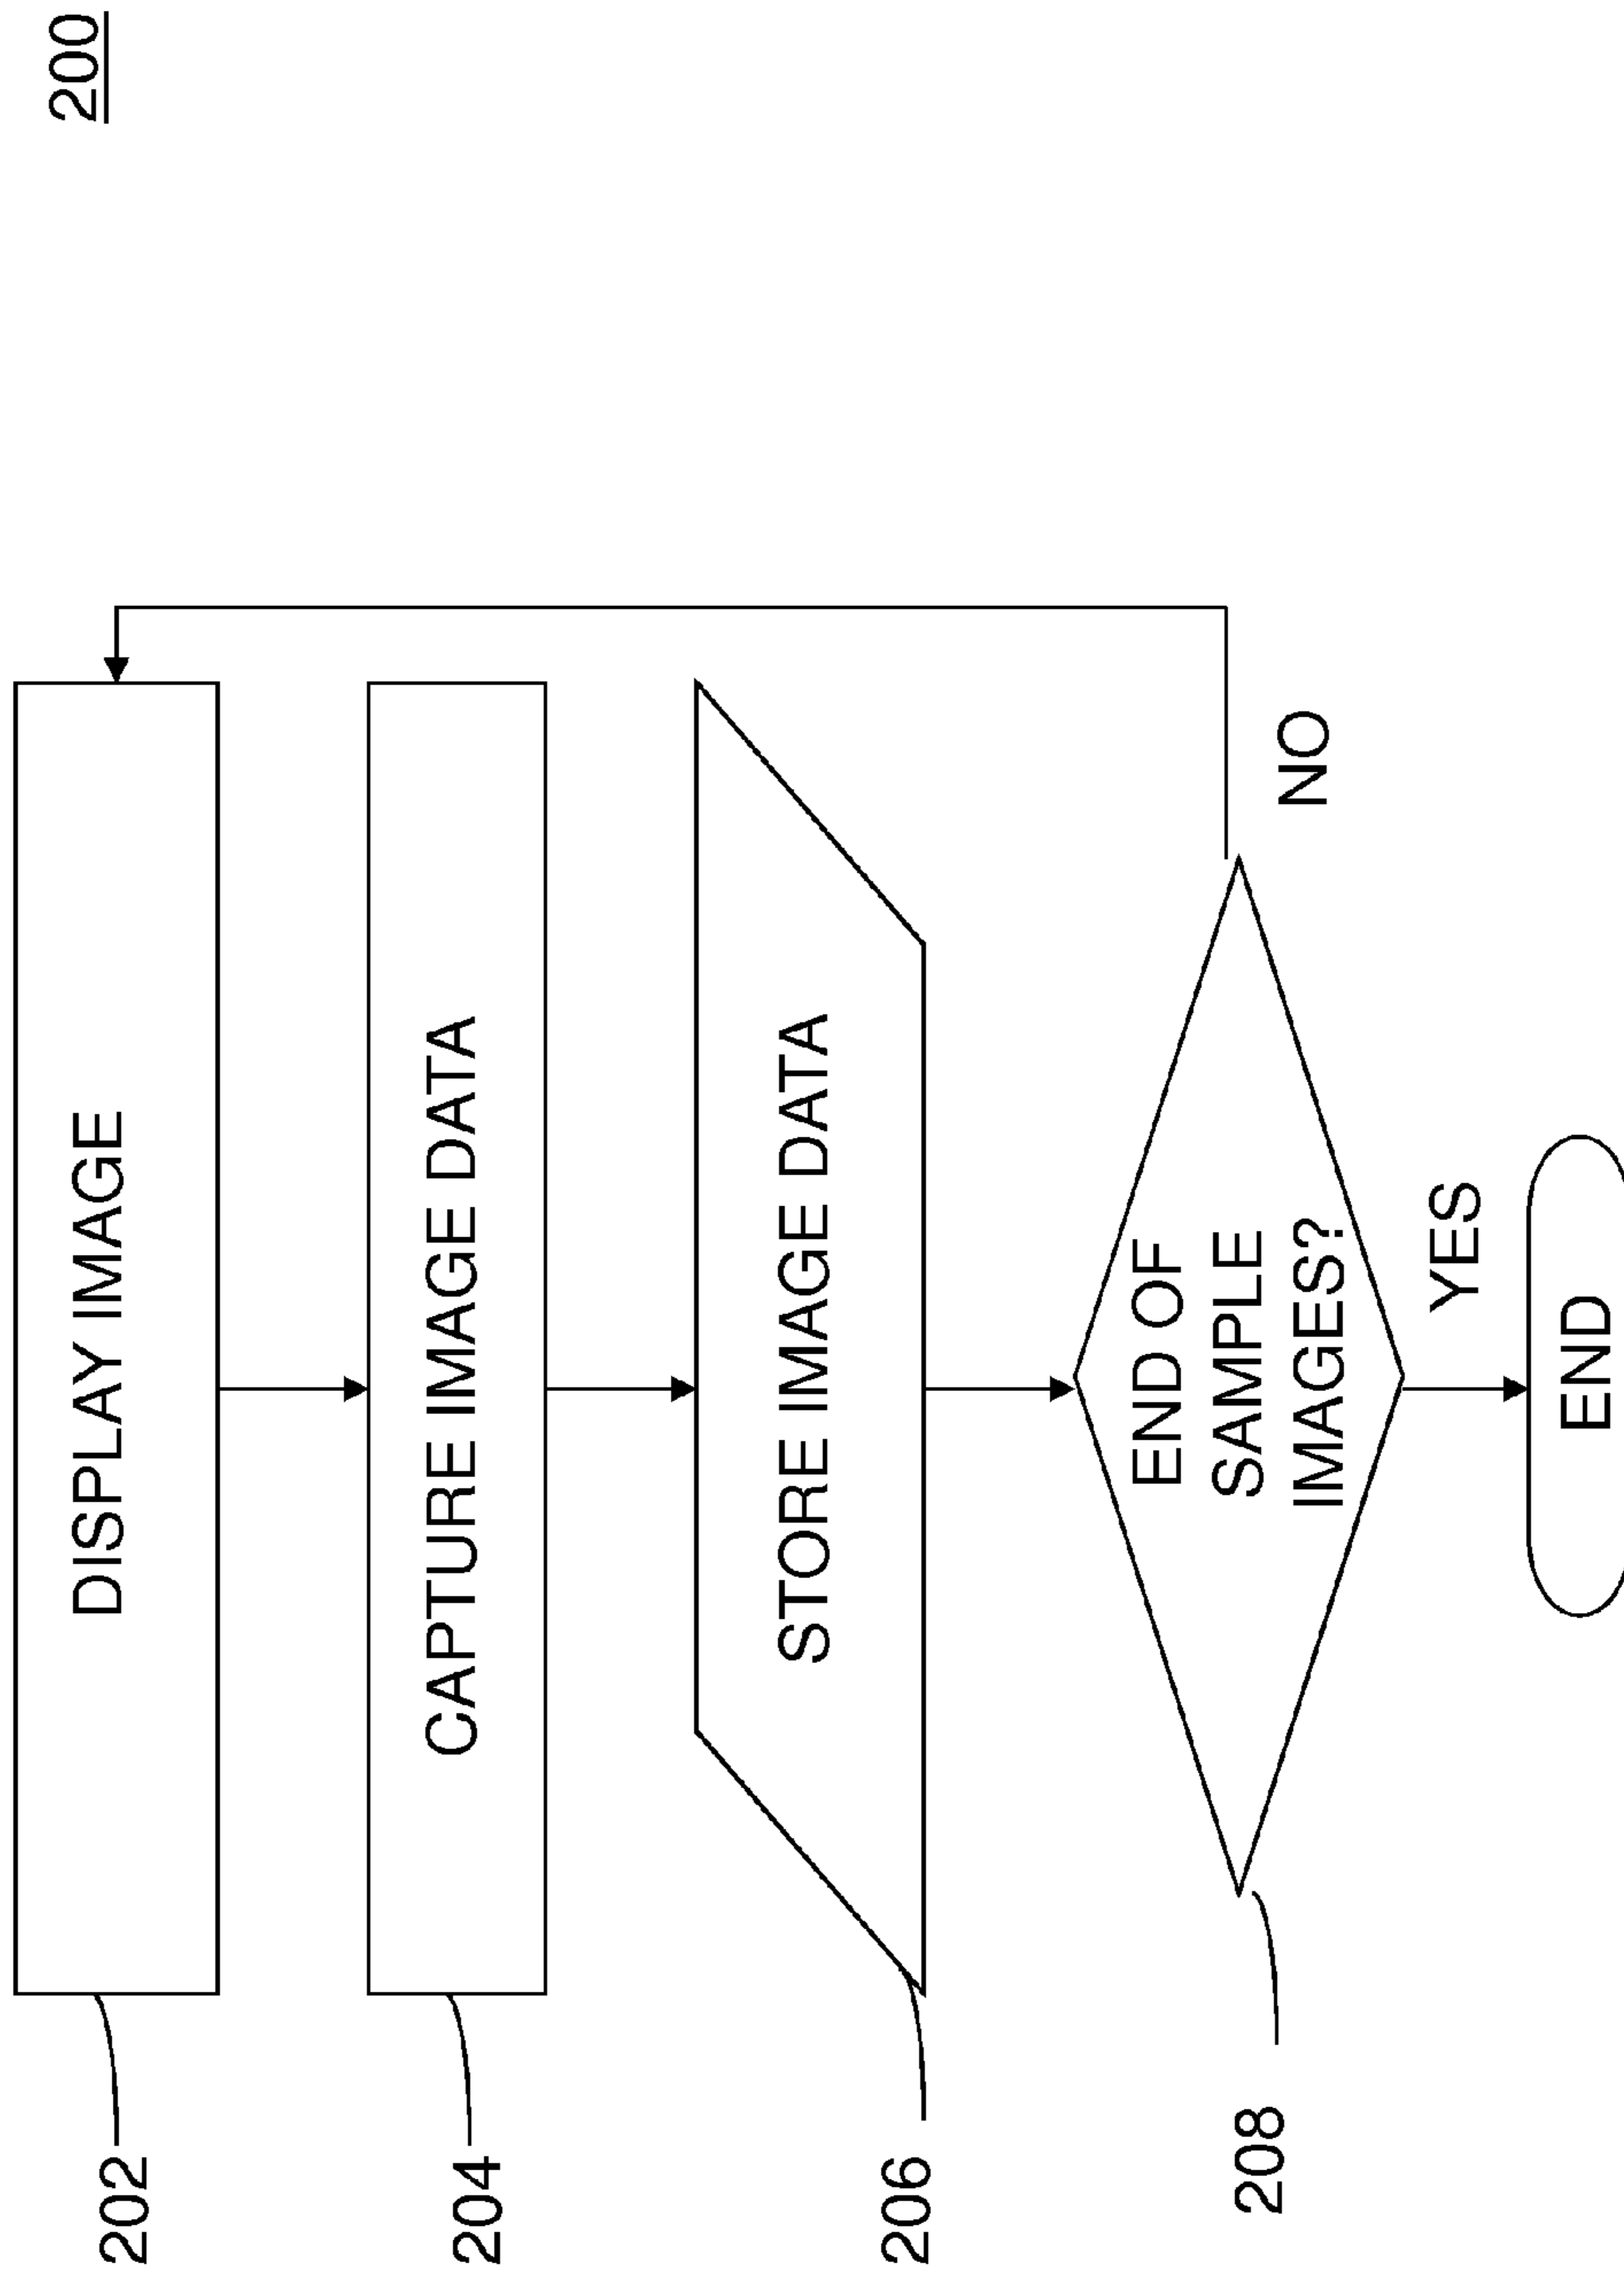 200
202
DISPLAY IMAGE
204
CAPTURE IMAGE DATA
206
STORE IMAGE DATA
208
END OF
SAMPLE
IMAGES?
NO
YES
END